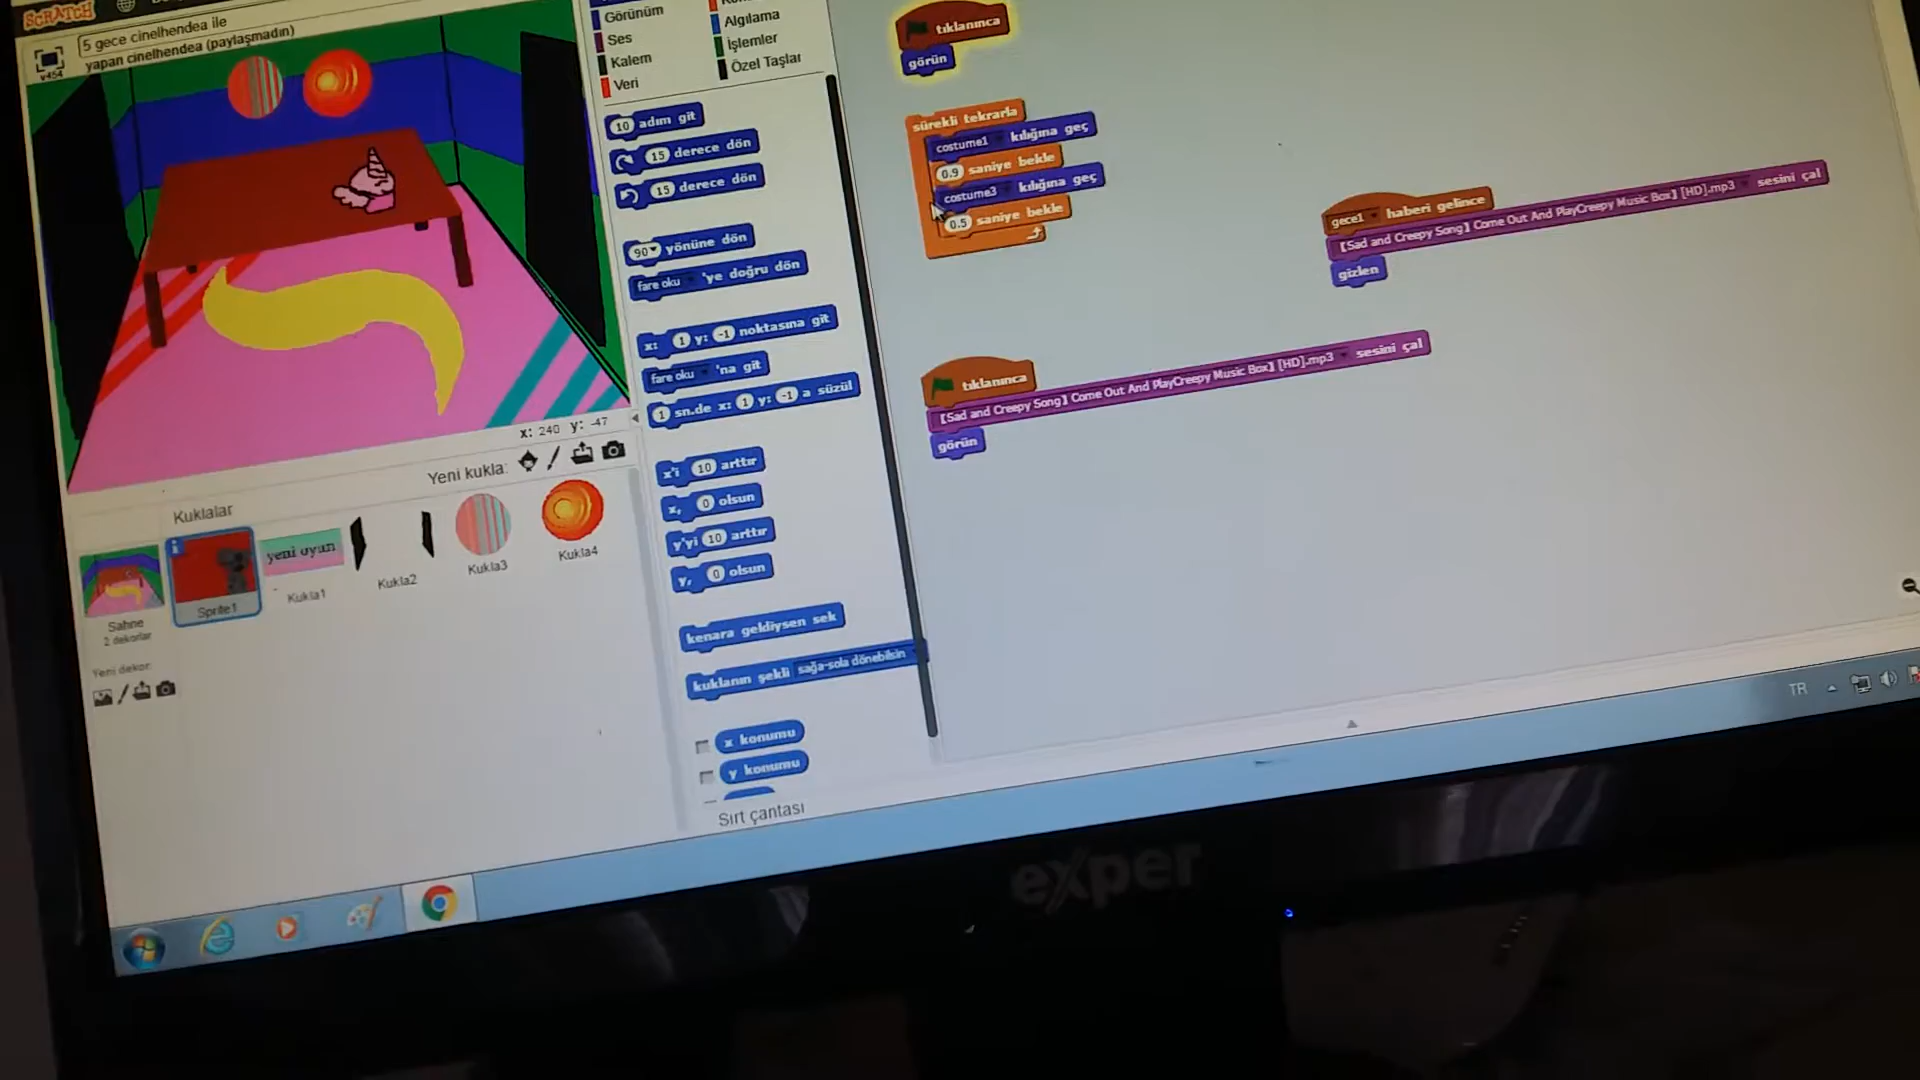 SCRATCH
5 gece cinelhendea ile
yapan cinelhendea (paylaşmadın)
v454
x: 240 y: -47
Yeni kukla:
Kuklalar
Sahne
2 dekorlar
Yeni dekor:
Sprite1
yeni oyun
Kukla1
Kukla2
Kukla3
Kukla4
Görünüm
Ses
Kalem
Veri
Algılama
İşlemler
Özel Taşlar
10 adım git
15 derece dön
15 derece dön
90 yönüne dön
fare oku 'ye doğru dön
x: 1 y: -1 noktasına git
fare oku 'na git
1 sn.de x: 1 y: -1 a süzül
x'i 10 arttır
x, 0 olsun
y'yi 10 arttır
y, 0 olsun
kenara geldiysen sek
kuklanın şekli sağa-sola dönebilsin
x konumu
y konumu
Sırt çantası
tıklanınca
görün
sürekli tekrarla
costume1 kılığına geç
0.9 saniye bekle
costume3 kılığına geç
0.5 saniye bekle
gece1 haberi gelince
【Sad and Creepy Song】Come Out And PlayCreepy Music Box] [HD].mp3 sesini çal
gizlen
tıklanınca
【Sad and Creepy Song】Come Out And PlayCreepy Music Box] [HD].mp3 sesini çal
görün
TR
exper